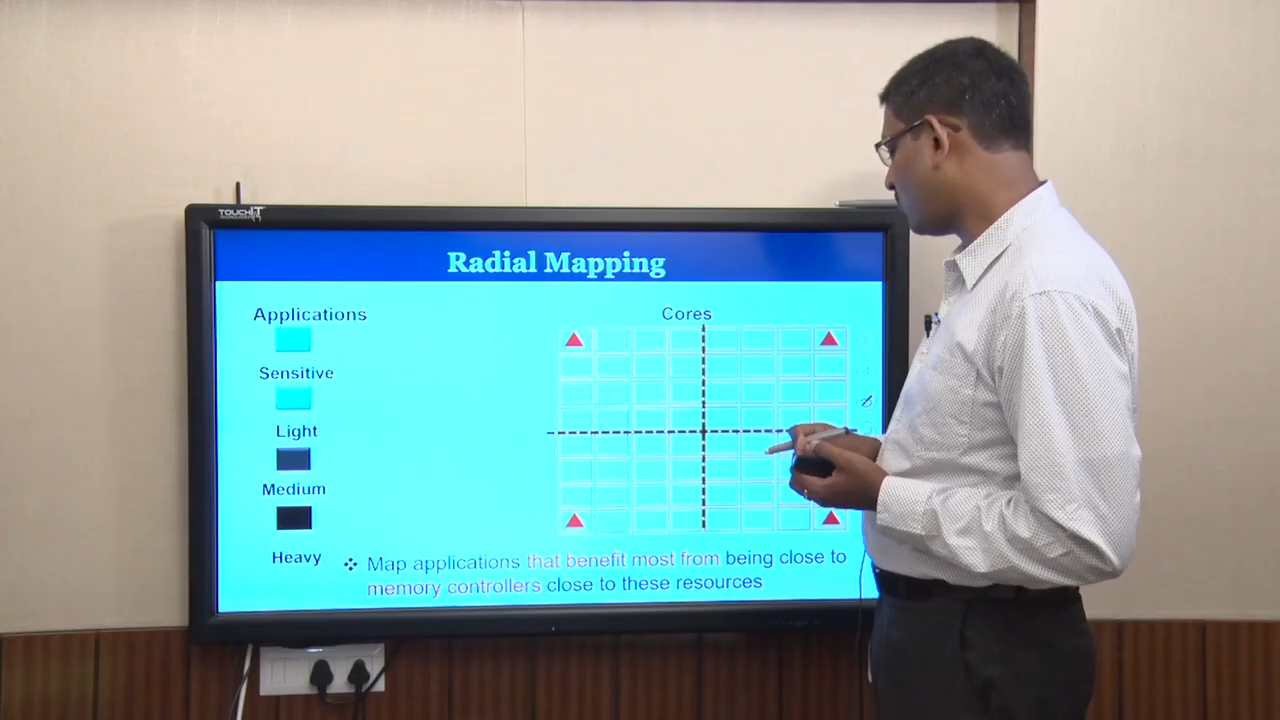 TOUCHIT
Radial Mapping
Applications
Cores
Sensitive
Light
Medium
Heavy
❖ Map applications that benefit most from being close to
memory controllers close to these resources